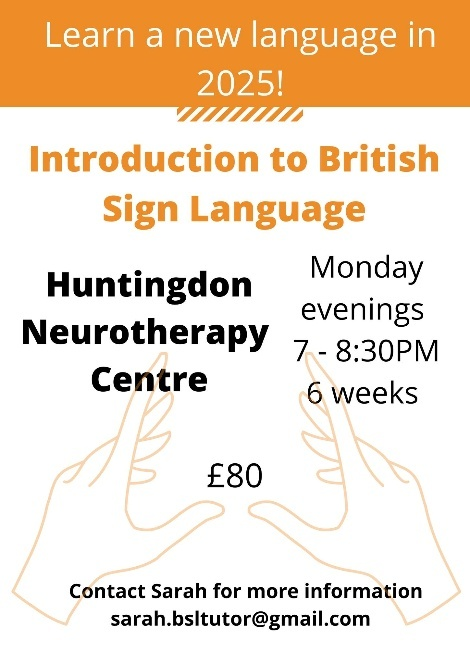 Learn a new language in
2025!
Introduction to British
Sign Language
Huntingdon
Neurotherapy
Centre
Monday
evenings
7 - 8:30PM
6 weeks
£80
Contact Sarah for more information
sarah.bsltutor@gmail.com